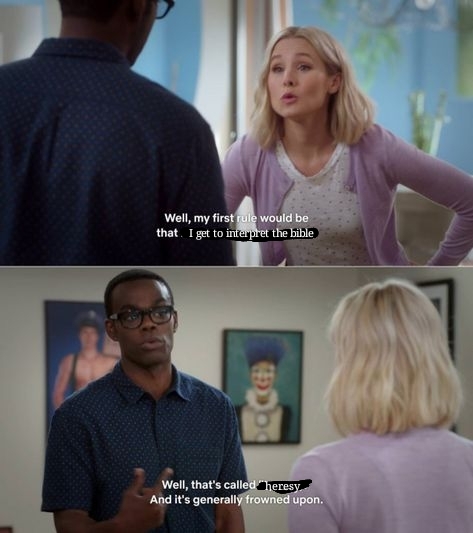 Well, my first rule would be
that. I get to interpret the bible
Well, that's called "heresy
And it's generally frowned upon.